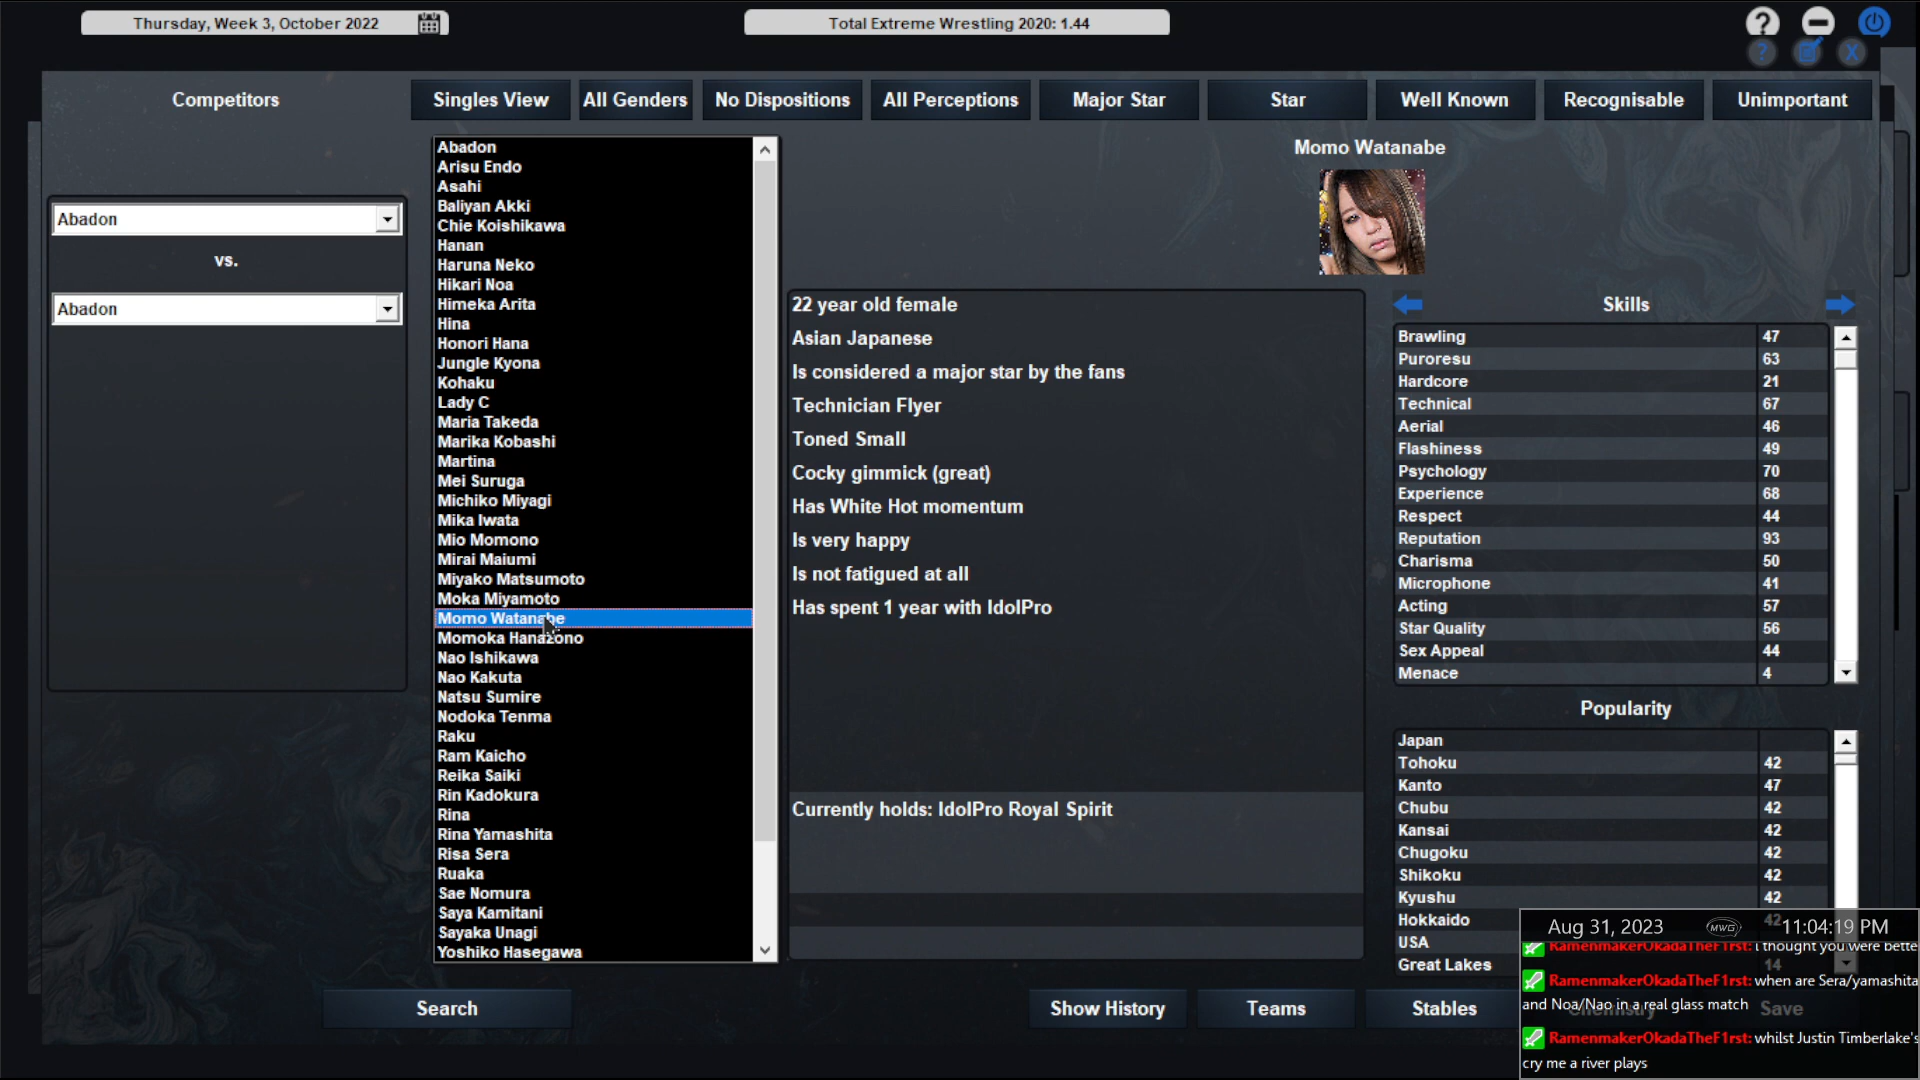 Thursday, Week 3, October 2022
Total Extreme Wrestling 2020: 1.44
Competitors
Singles View
All Genders
No Dispositions
All Perceptions
Major Star
Star
Well Known
Recognisable
Unimportant
Abadon
vs.
Abadon
Abadon
Arisu Endo
Asahi
Baliyan Akki
Chie Koishikawa
Hanan
Haruna Neko
Hikari Noa
Himeka Arita
Hina
Honori Hana
Jungle Kyona
Kohaku
Lady C
Maria Takeda
Marika Kobashi
Martina
Mei Suruga
Michiko Miyagi
Mika Iwata
Mio Momono
Mirai Maiumi
Miyako Matsumoto
Moka Miyamoto
Momo Watanabe
Momoka Hanazono
Nao Ishikawa
Nao Kakuta
Natsu Sumire
Nodoka Tenma
Raku
Ram Kaicho
Reika Saiki
Rin Kadokura
Rina
Rina Yamashita
Risa Sera
Ruaka
Sae Nomura
Saya Kamitani
Sayaka Unagi
Yoshiko Hasegawa
Momo Watanabe
22 year old female
Asian Japanese
Is considered a major star by the fans
Technician Flyer
Toned Small
Cocky gimmick (great)
Has White Hot momentum
Is very happy
Is not fatigued at all
Has spent 1 year with IdolPro
Currently holds: IdolPro Royal Spirit
Skills
Brawling 47
Puroresu 63
Hardcore 21
Technical 67
Aerial 46
Flashiness 49
Psychology 70
Experience 68
Respect 44
Reputation 93
Charisma 50
Microphone 41
Acting 57
Star Quality 56
Sex Appeal 44
Menace 4
Popularity
Japan
Tohoku 42
Kanto 47
Chubu 42
Kansai 42
Chugoku 42
Shikoku 42
Kyushu 42
Hokkaido 42
USA
Great Lakes 14
Search
Show History
Teams
Stables
Chemistry
Save
Aug 31, 2023 MWG 11:04:19 PM
RamenmakerOkadaTheF1rst: I thought you were bette
RamenmakerOkadaTheF1rst: when are Sera/yamashita
and Noa/Nao in a real glass match
RamenmakerOkadaTheF1rst: whilst Justin Timberlake's
cry me a river plays